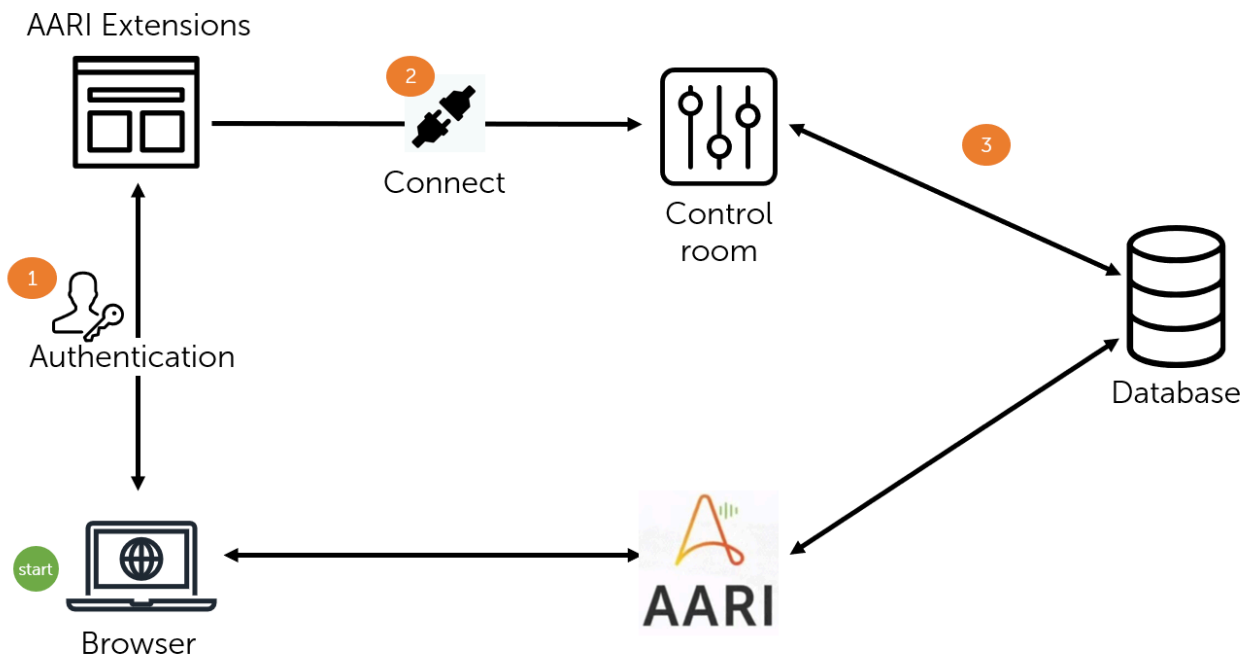 AARI Extensions
2
Connect
Control
room
3
1
Authentication
Database
start
Browser
AARI